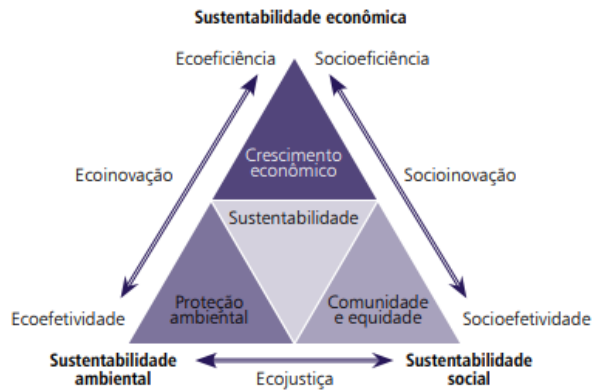 Sustentabilidade econômica
Ecoeficiência
Socioeficiência
Crescimento
econômico
Ecoinovação
Socioinovação
Sustentabilidade
Proteção
ambiental
Comunidade
e equidade
Ecoefetividade
Socioefetividade
Sustentabilidade
ambiental
Ecojustiça
Sustentabilidade
social